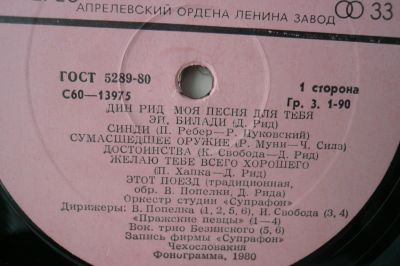 АПРЕЛЕВСКИЙ ОРДЕНА ЛЕНИНА ЗАВОД
33
ГОСТ 5289-80
С60—13975
1 сторона
Гр. 3. 1-90
ДИН РИД МОЯ ПЕСНЯ ДЛЯ ТЕБЯ
ЭЙ, БИЛАДИ (Д. Рид)
СИНДИ (П. Ребер—Р. Цуковский)
СУМАСШЕДШЕЕ ОРУЖИЕ (Р. Муни—Ч. Силз)
ДОСТОИНСТВА (К. Свобода—Д. Рид)
ЖЕЛАЮ ТЕБЕ ВСЕГО ХОРОШЕГО
(П. Хапка—Д. Рид)
ЭТОТ ПОЕЗД (традиционная,
обр. В. Попелки, Д. Рида)
Оркестр студии «Супрафон»
Дирижеры: В. Попелка (1, 2, 5, 6), И. Свобода (3, 4)
«Пражские певцы» (1—4)
Вок. трио Безинского (5, 6)
Запись фирмы «Супрафон»
Чехословакия
Фонограмма, 1980